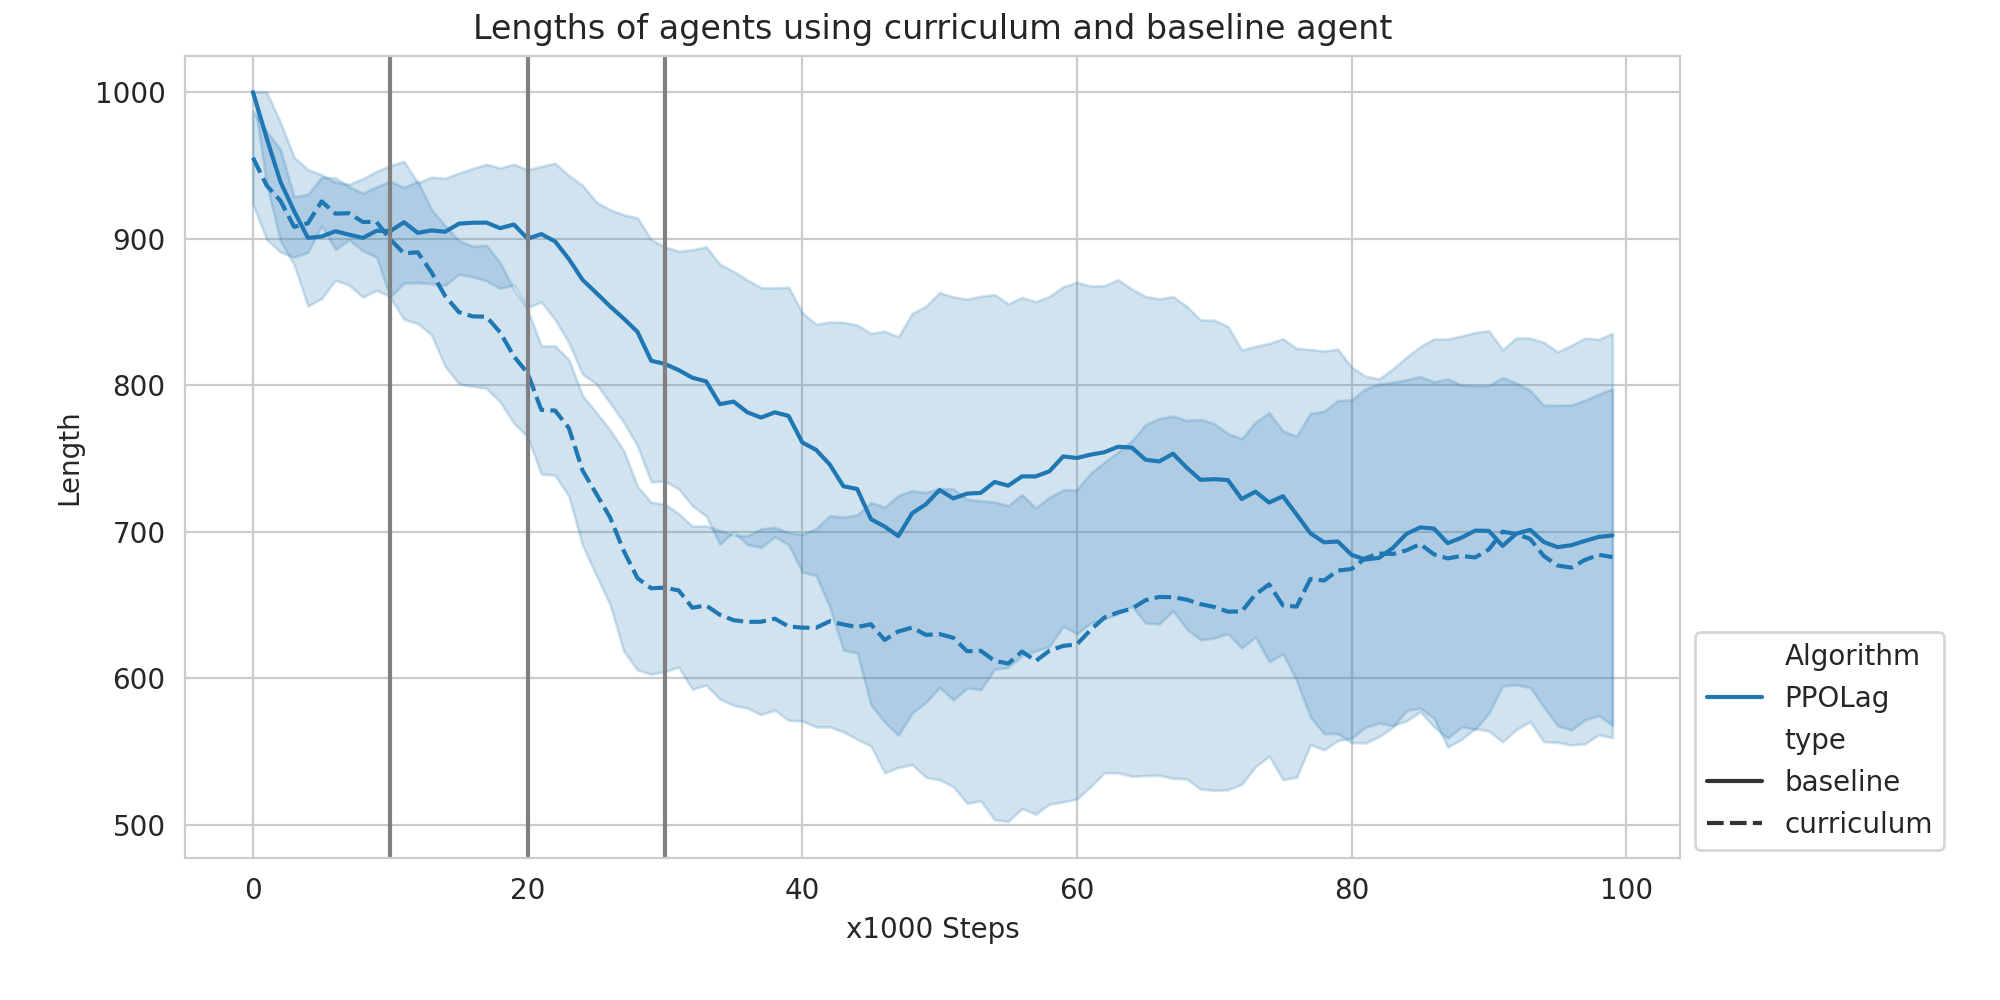 Lengths of agents using curriculum and baseline agent
1000
900
800
700
600
500
Length
0 20 40 60 80 100
x1000 Steps
Algorithm
PPOLag
type
baseline
curriculum